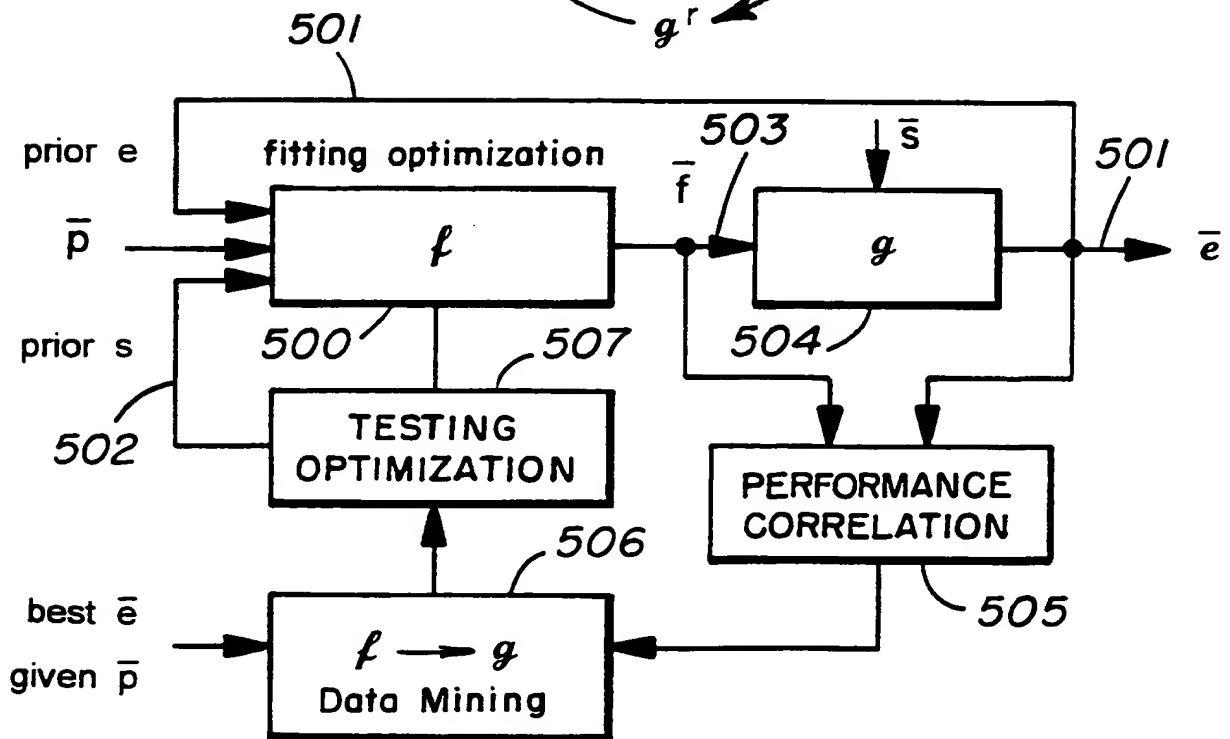 g^r
501
prior e
fitting optimization
503
s̄
501
p̄
f
f̄
g
ē
prior s
500
507
504
502
TESTING
OPTIMIZATION
PERFORMANCE
CORRELATION
506
505
best ē
given p̄
f → g
Data Mining